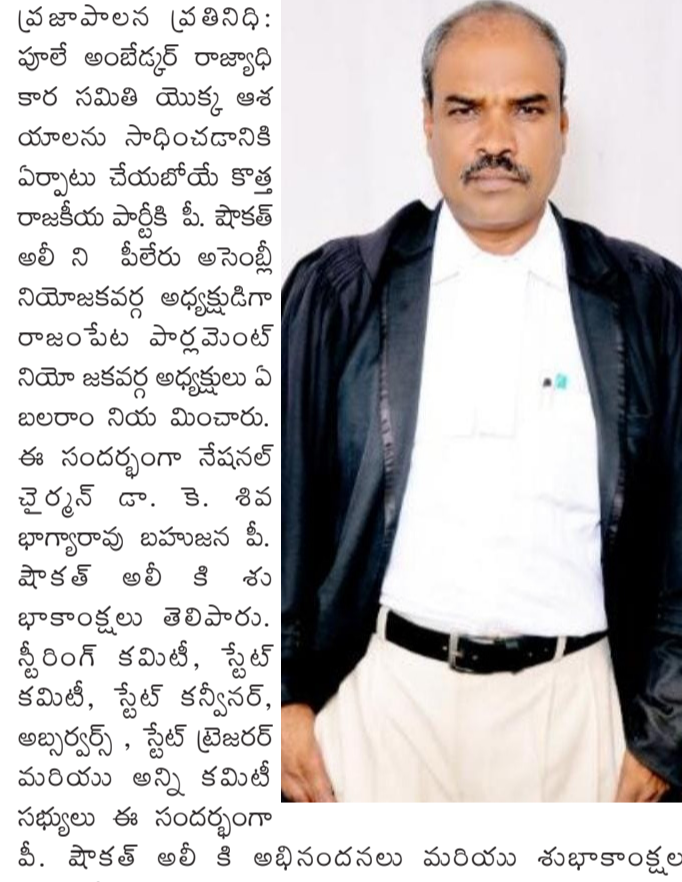 ప్రజాపాలన ప్రతినిధి:
పూలే అంబేడ్కర్ రాజ్యాధి
కార సమితి యొక్క ఆశ
యాలను సాధించడానికి
ఏర్పాటు చేయబోయే కొత్త
రాజకీయ పార్టీకి పీ. షౌకత్
అలీ ని పీలేరు అసెంబ్లీ
నియోజకవర్గ అధ్యక్షుడిగా
రాజంపేట పార్లమెంట్
నియో జకవర్గ అధ్యక్షులు ఏ
బలరాం నియ మించారు.
ఈ సందర్భంగా నేషనల్
చైర్మన్ డా. కె. శివ
భాగ్యారావు బహుజన పీ.
షౌకత్ అలీ కి శు
భాకాంక్షలు తెలిపారు.
స్టీరింగ్ కమిటీ, స్టేట్
కమిటీ, స్టేట్ కన్వీనర్,
అబ్సర్వర్స్ , స్టేట్ ట్రెజరర్
మరియు అన్ని కమిటీ
సభ్యులు ఈ సందర్భంగా
పీ. షౌకత్ అలీ కి అభినందనలు మరియు శుభాకాంక్షల